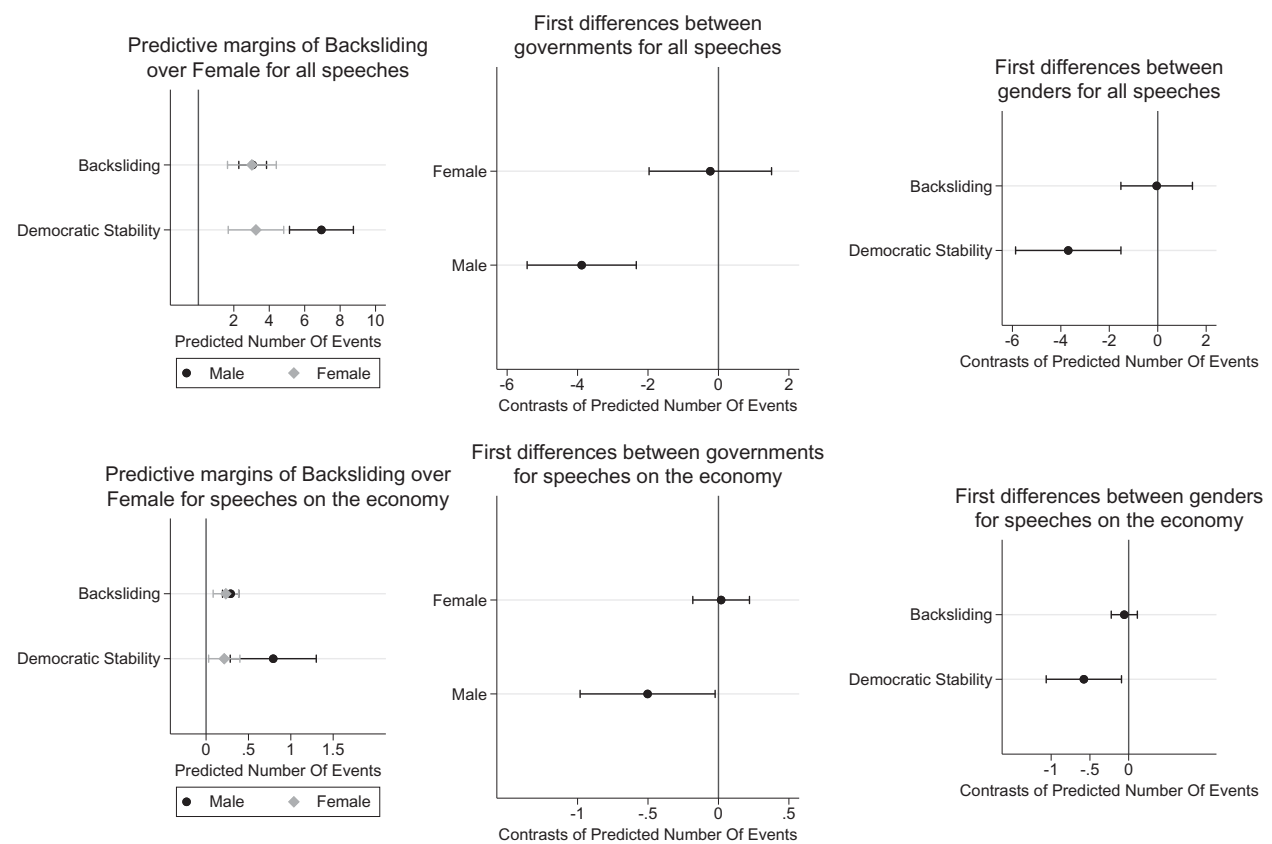 Predictive margins of Backsliding
over Female for all speeches
Backsliding
Democratic Stability
2 4 6 8 10
Predicted Number Of Events
Male Female
First differences between
governments for all speeches
Female
Male
-6 -4 -2 0 2
Contrasts of Predicted Number Of Events
First differences between
genders for all speeches
Backsliding
Democratic Stability
-6 -4 -2 0 2
Contrasts of Predicted Number Of Events
Predictive margins of Backsliding over
Female for speeches on the economy
Backsliding
Democratic Stability
0 .5 1 1.5
Predicted Number Of Events
Male Female
First differences between governments
for speeches on the economy
Female
Male
-1 -.5 0 .5
Contrasts of Predicted Number Of Events
First differences between genders
for speeches on the economy
Backsliding
Democratic Stability
-1 -.5 0
Contrasts of Predicted Number Of Events